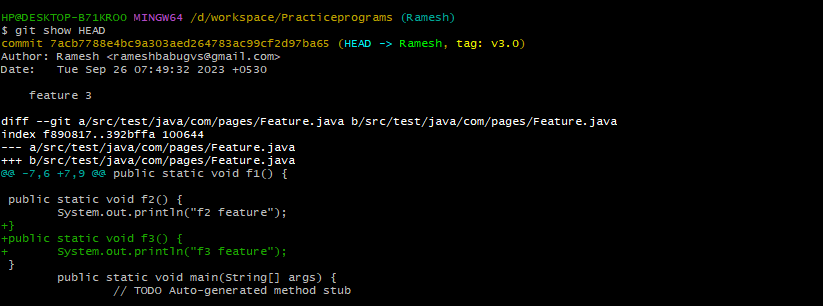 HP@DESKTOP-B71KROO MINGW64 /d/workspace/Practiceprograms (Ramesh)
$ git show HEAD
commit 7acb7788e4bc9a303aed264783ac99cf2d97ba65 (HEAD -> Ramesh, tag: v3.0)
Author: Ramesh <rameshbabugvs@gmail.com>
Date:   Tue Sep 26 07:49:32 2023 +0530

    feature 3

diff --git a/src/test/java/com/pages/Feature.java b/src/test/java/com/pages/Feature.java
index f890817..392bffa 100644
--- a/src/test/java/com/pages/Feature.java
+++ b/src/test/java/com/pages/Feature.java
@@ -7,6 +7,9 @@ public static void f1() {

 public static void f2() {
        System.out.println("f2 feature");
+}
+public static void f3() {
+       System.out.println("f3 feature");
 }
        public static void main(String[] args) {
                // TODO Auto-generated method stub